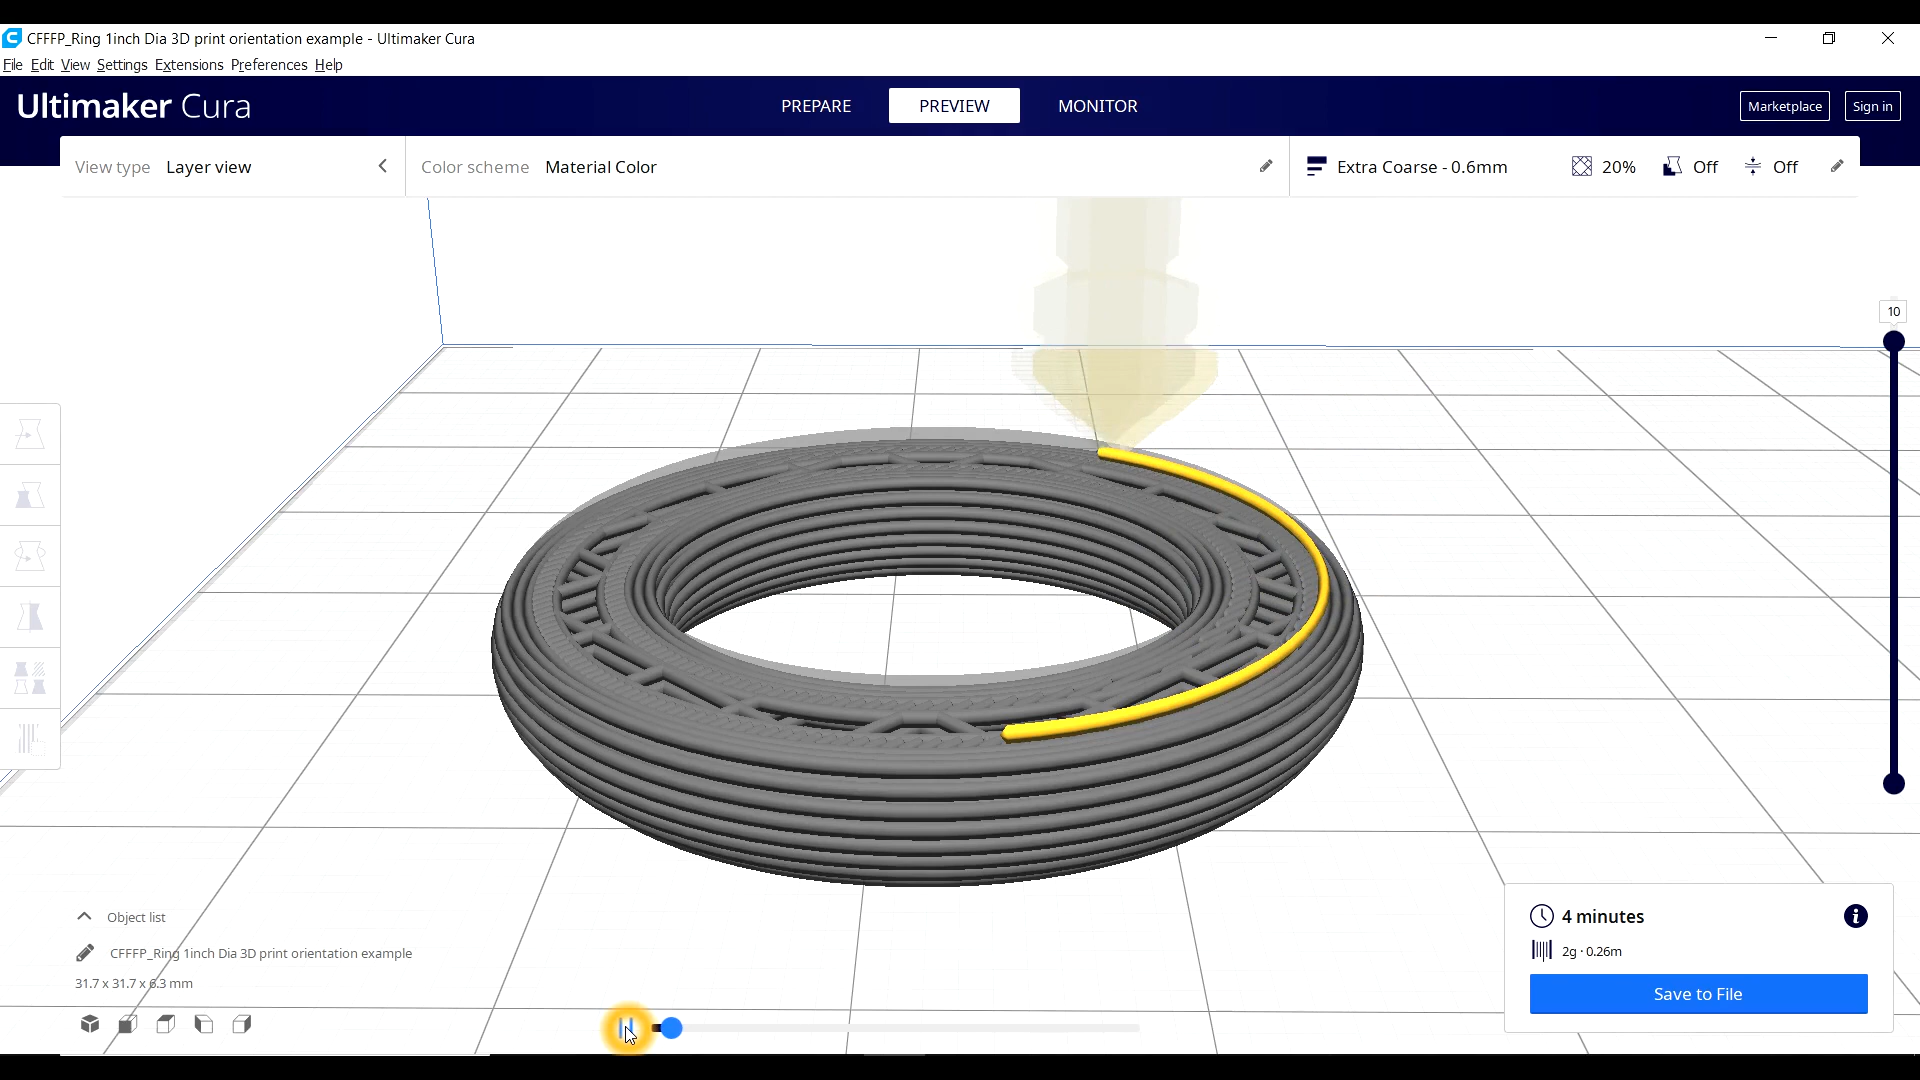 CFFFP_Ring 1inch Dia 3D print orientation example - Ultimaker Cura
File Edit View Settings Extensions Preferences Help
Ultimaker Cura
PREPARE
PREVIEW
MONITOR
Marketplace
Sign in
View type Layer view
Color scheme Material Color
Extra Coarse - 0.6mm
20%
Off
Off
10
Object list
CFFFP_Ring 1inch Dia 3D print orientation example
31.7 x 31.7 x 6.3 mm
4 minutes
2g · 0.26m
Save to File